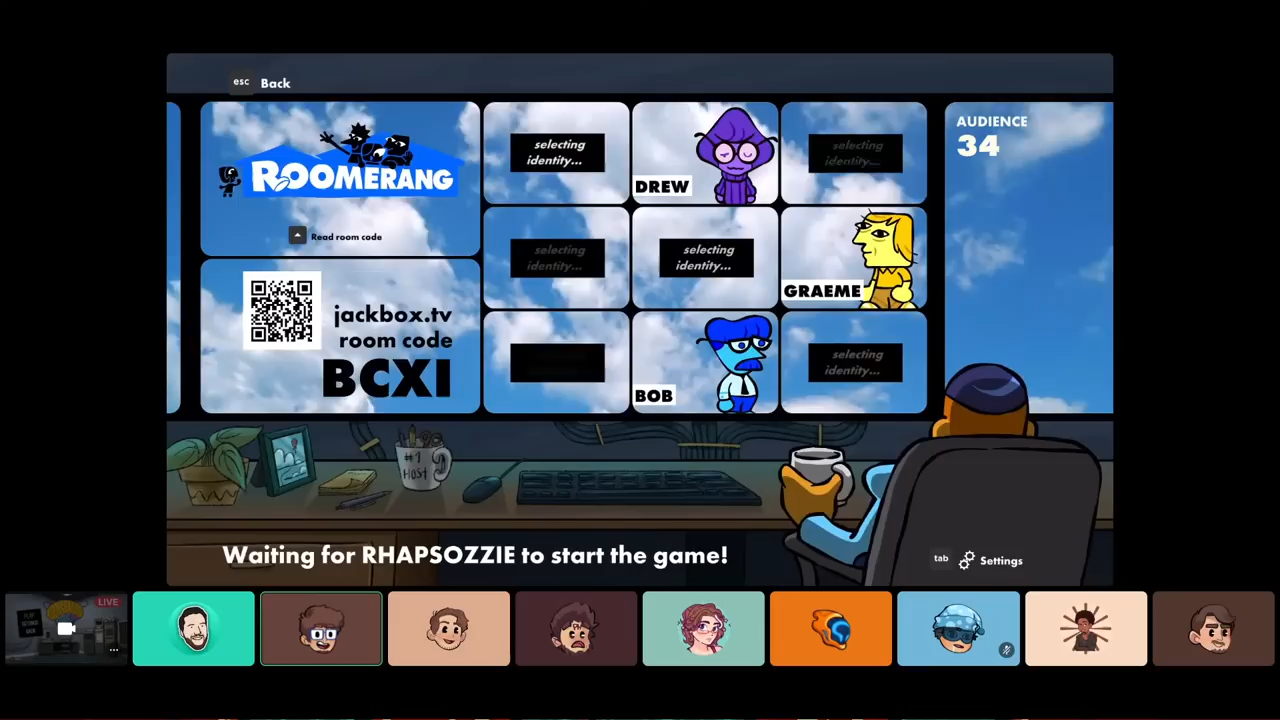 esc Back
ROOMERANG
Read room code
jackbox.tv
room code
BCXI
selecting
identity...
DREW
selecting
identity...
selecting
identity...
selecting
identity...
GRAEME
BOB
selecting
identity...
AUDIENCE
34
#1
HOST
Waiting for RHAPSOZZIE to start the game!
tab Settings
LIVE